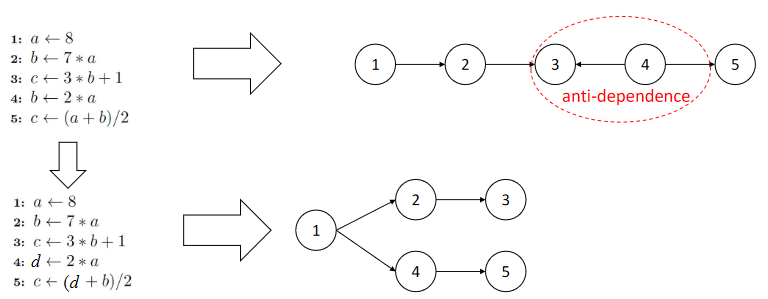 1: a ← 8
2: b ← 7 * a
3: c ← 3 * b + 1
4: b ← 2 * a
5: c ← (a + b)/2
1 2 3 4 5
anti-dependence
1: a ← 8
2: b ← 7 * a
3: c ← 3 * b + 1
4: d ← 2 * a
5: c ← (d + b)/2
2 3
1
4 5